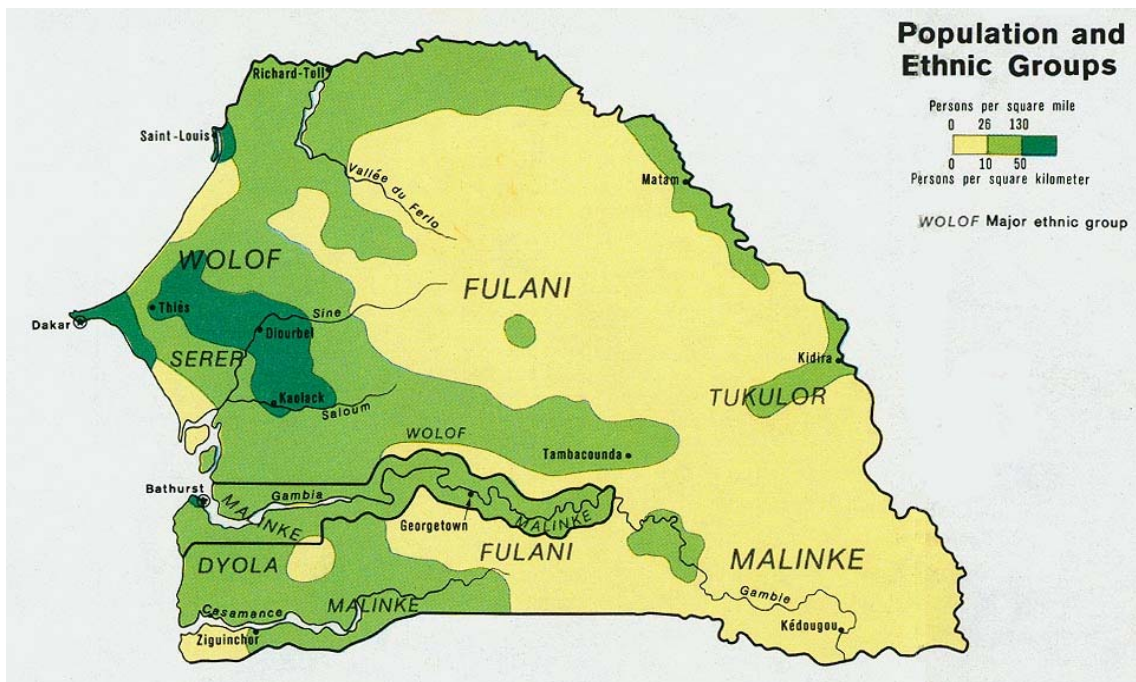 Population and
Ethnic Groups
Persons per square mile
0 26 130
0 10 50
Persons per square kilometer
WOLOF Major ethnic group
Richard-Toll
Saint-Louis
Vallée du Ferlo
Matam
WOLOF
FULANI
Thiès
Sine
Dakar
Diourbel
SERER
Kidira
Kaolack
Saloum
TUKULOR
WOLOF
Tambacounda
Bathurst
Gambia
MALINKE
Georgetown
MALINKE
FULANI
MALINKE
DYOLA
Gambie
Casamance
MALINKE
Ziguinchor
Kédougou